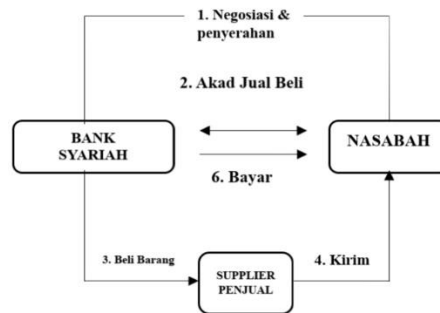 1. Negosiasi &
penyerahan
2. Akad Jual Beli
BANK
SYARIAH
NASABAH
6. Bayar
3. Beli Barang
SUPPLIER
PENJUAL
4. Kirim